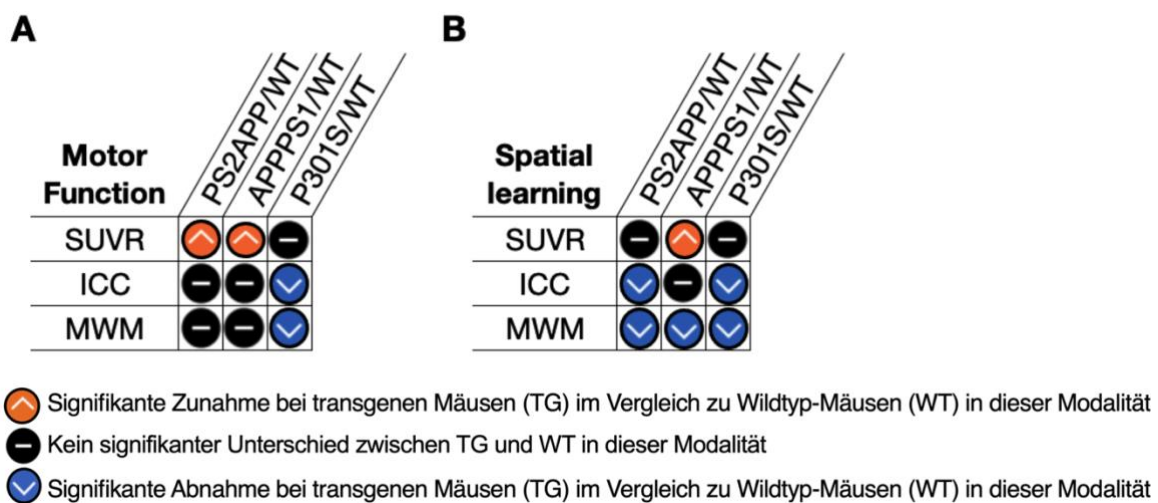 A
B
PS2APP/WT
APPPS1/WT
P301S/WT
Motor
Function
SUVR
ICC
MWM
PS2APP/WT
APPPS1/WT
P301S/WT
Spatial
learning
SUVR
ICC
MWM
Signifikante Zunahme bei transgenen Mäusen (TG) im Vergleich zu Wildtyp-Mäusen (WT) in dieser Modalität
Kein signifikanter Unterschied zwischen TG und WT in dieser Modalität
Signifikante Abnahme bei transgenen Mäusen (TG) im Vergleich zu Wildtyp-Mäusen (WT) in dieser Modalität